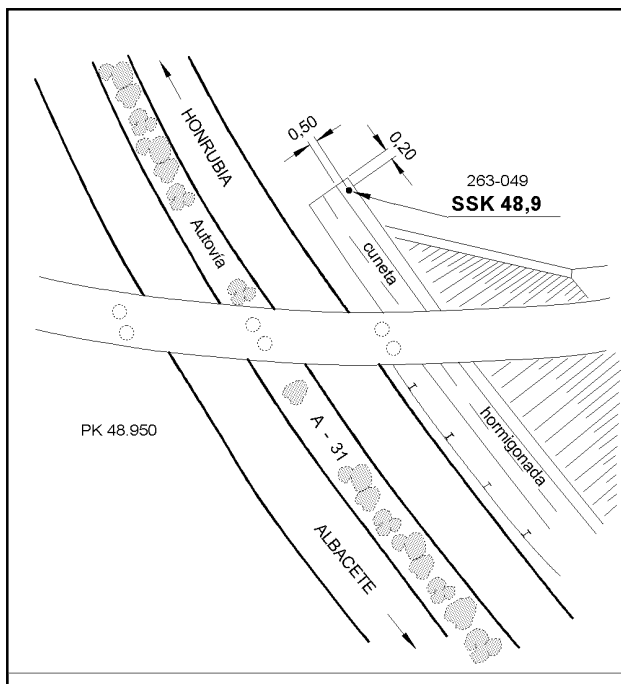 HONRUBIA
0,50
0,20
263-049
SSK 48,9
Autovía
cuneta
PK 48.950
A - 31
hormigonada
ALBACETE